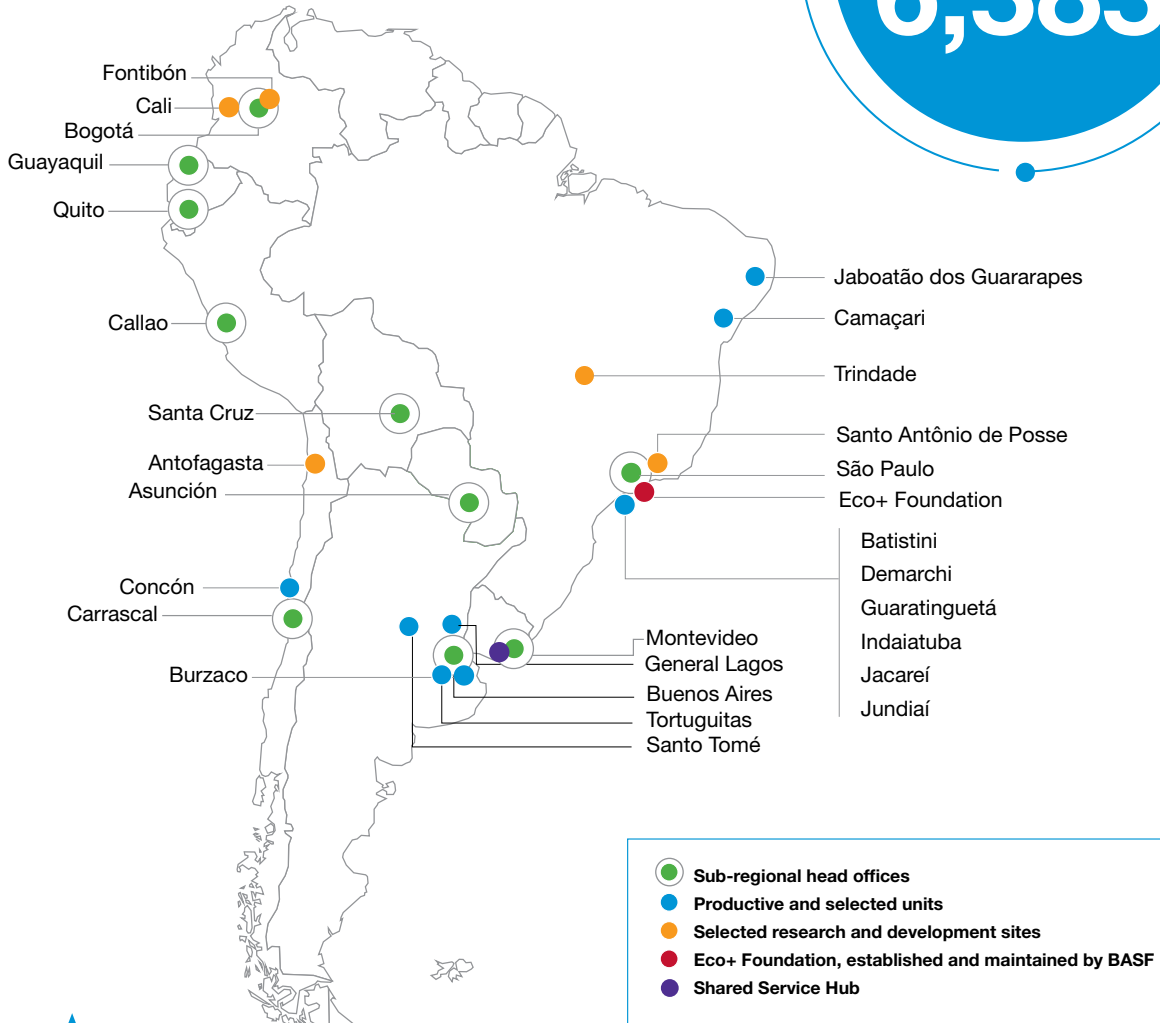 Fontibón
Cali
Bogotá
Guayaquil
Quito
Callao
Santa Cruz
Antofagasta
Asunción
Concón
Carrascal
Burzaco
Jaboatão dos Guararapes
Camaçari
Trindade
Santo Antônio de Posse
São Paulo
Eco+ Foundation
Batistini
Demarchi
Guaratinguetá
Indaiatuba
Jacareí
Jundiaí
Montevideo
General Lagos
Buenos Aires
Tortuguitas
Santo Tomé
Sub-regional head offices
Productive and selected units
Selected research and development sites
Eco+ Foundation, established and maintained by BASF
Shared Service Hub